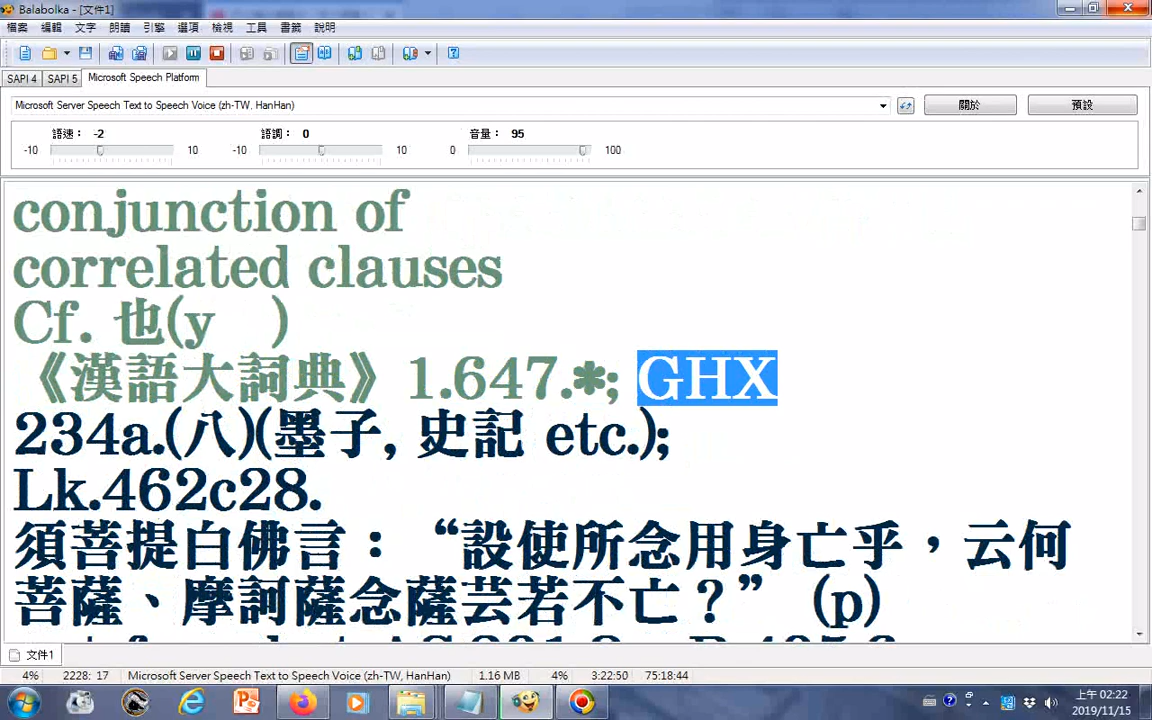 Balabolka - [文件1]
檔案 編輯 文字 朗讀 引擎 選項 檢視 工具 書籤 說明
SAPI 4 SAPI 5 Microsoft Speech Platform
Microsoft Server Speech Text to Speech Voice (zh-TW, HanHan) 關於 預設
語速： -2 語調： 0 音量： 95
-10 10 -10 10 0 100
conjunction of
correlated clauses
Cf. 也(y )
《漢語大詞典》 1.647.*; GHX
234a.(八)(墨子, 史記 etc.);
Lk.462c28.
須菩提白佛言：“設使所念用身亡乎，云何
菩薩、摩訶薩念薩芸若不亡？” (p)
文件1
4% 2228: 17 Microsoft Server Speech Text to Speech Voice (zh-TW, HanHan) 1.16 MB 4% 3:22:50 75:18:44
上午 02:22
2019/11/15